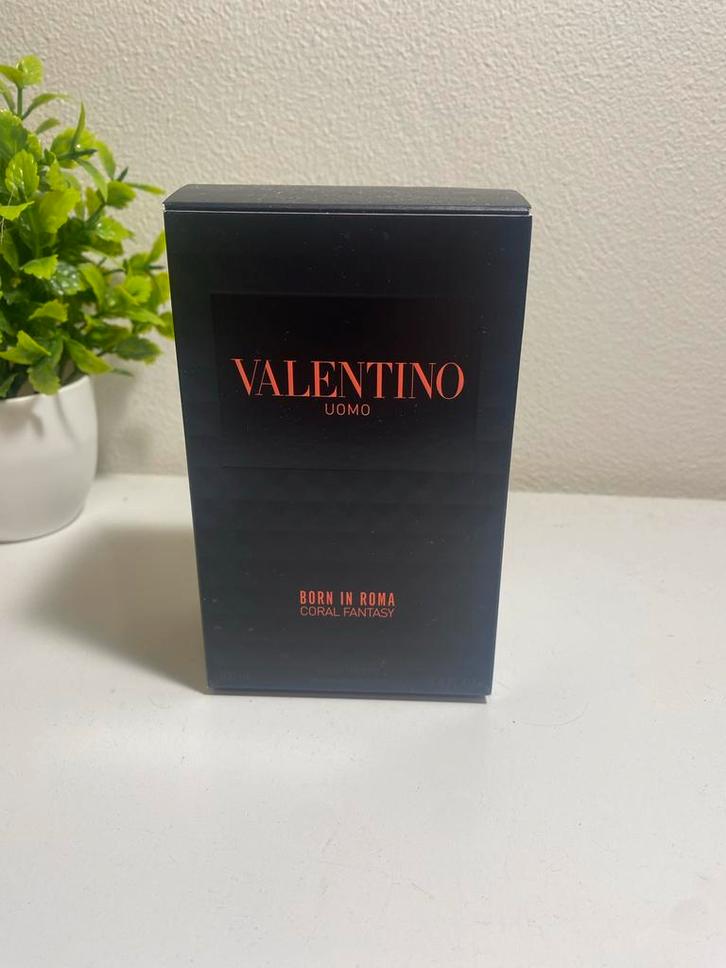 VALENTINO
UOMO
BORN IN ROMA
CORAL FANTASY